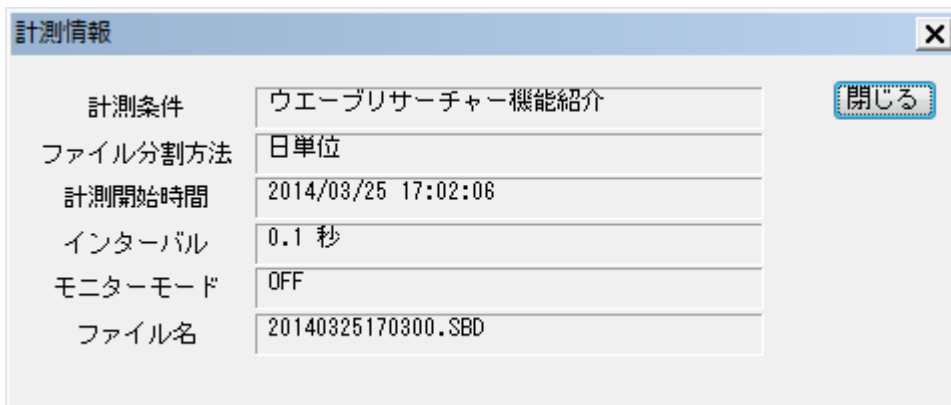 計測情報
計測条件 ウエーブリサーチャー機能紹介 閉じる
ファイル分割方法 日単位
計測開始時間 2014/03/25 17:02:06
インターバル 0.1 秒
モニターモード OFF
ファイル名 20140325170300.SBD